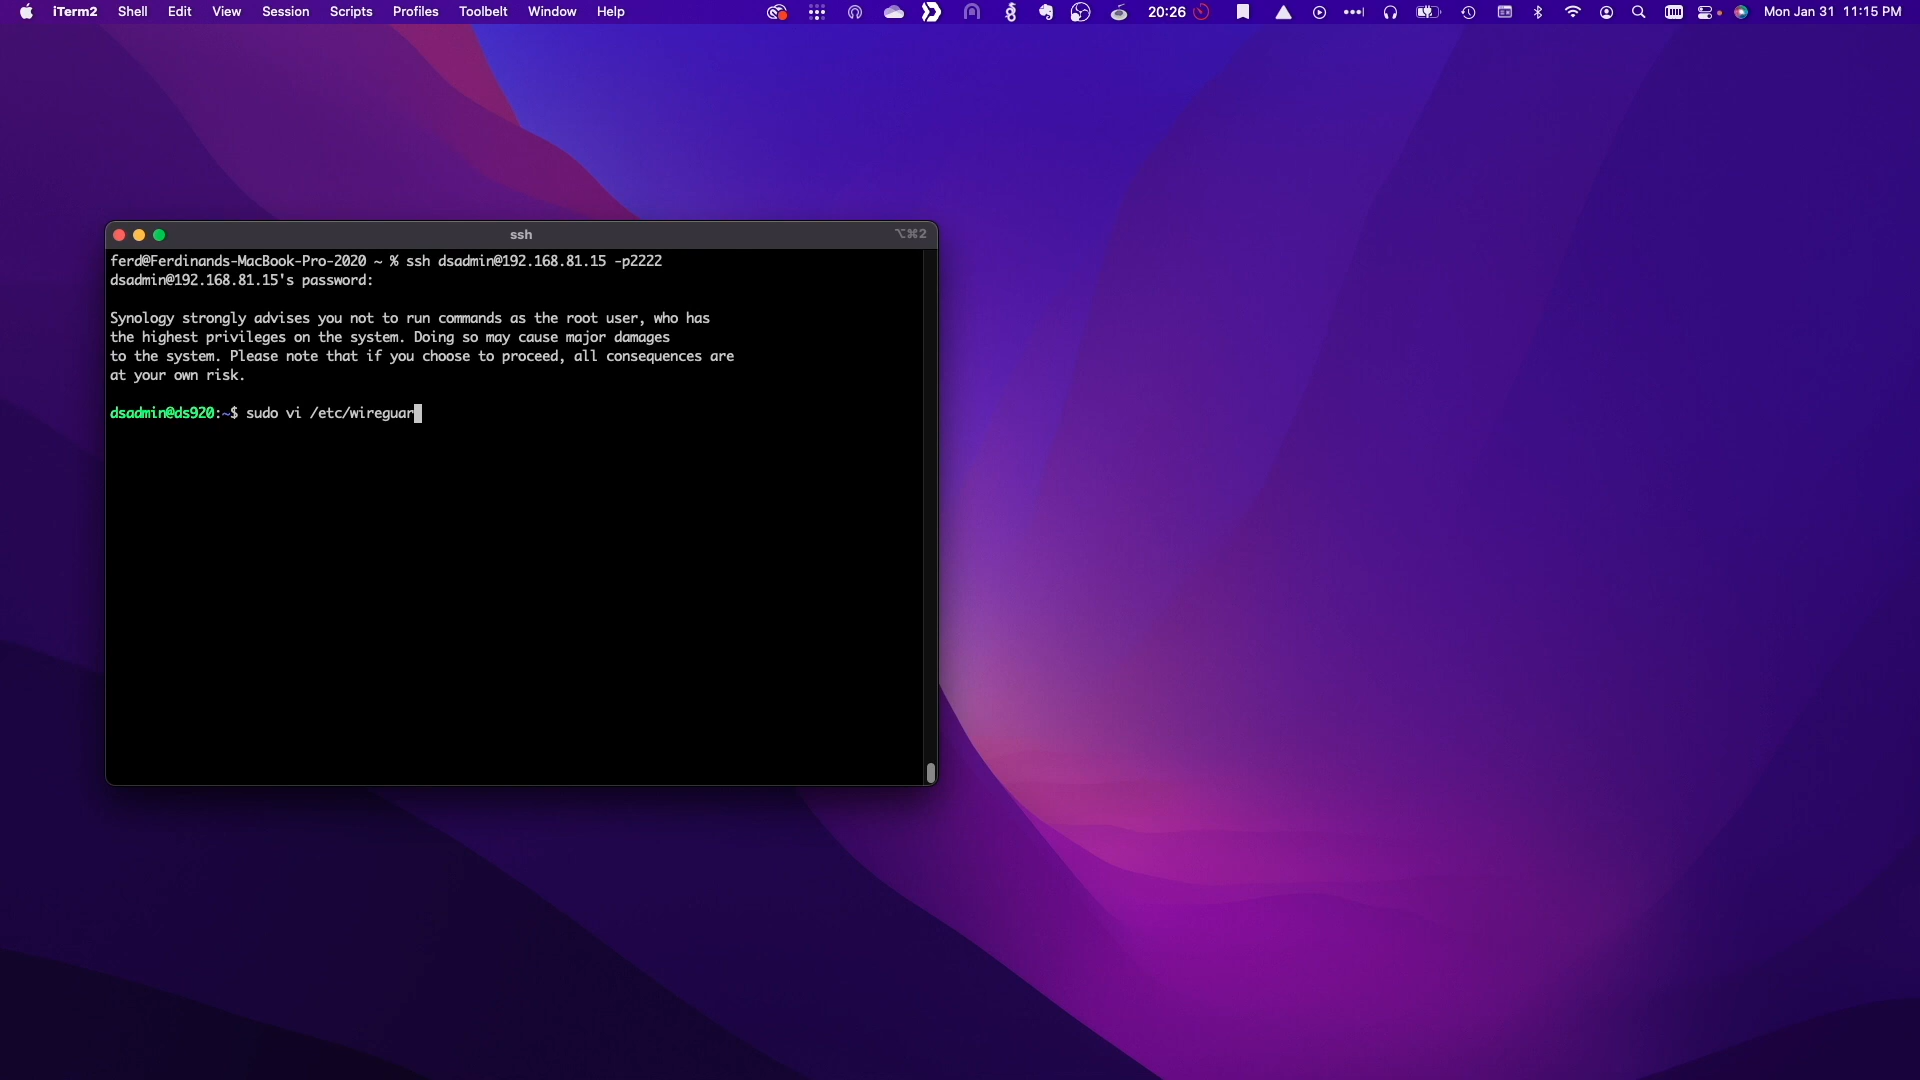 iTerm2 Shell Edit View Session Scripts Profiles Toolbelt Window Help 20:26 Mon Jan 31 11:15 PM
ssh ⌥⌘2
ferd@Ferdinands-MacBook-Pro-2020 ~ % ssh dsadmin@192.168.81.15 -p2222
dsadmin@192.168.81.15's password:
Synology strongly advises you not to run commands as the root user, who has
the highest privileges on the system. Doing so may cause major damages
to the system. Please note that if you choose to proceed, all consequences are
at your own risk.
dsadmin@ds920:~$ sudo vi /etc/wireguar